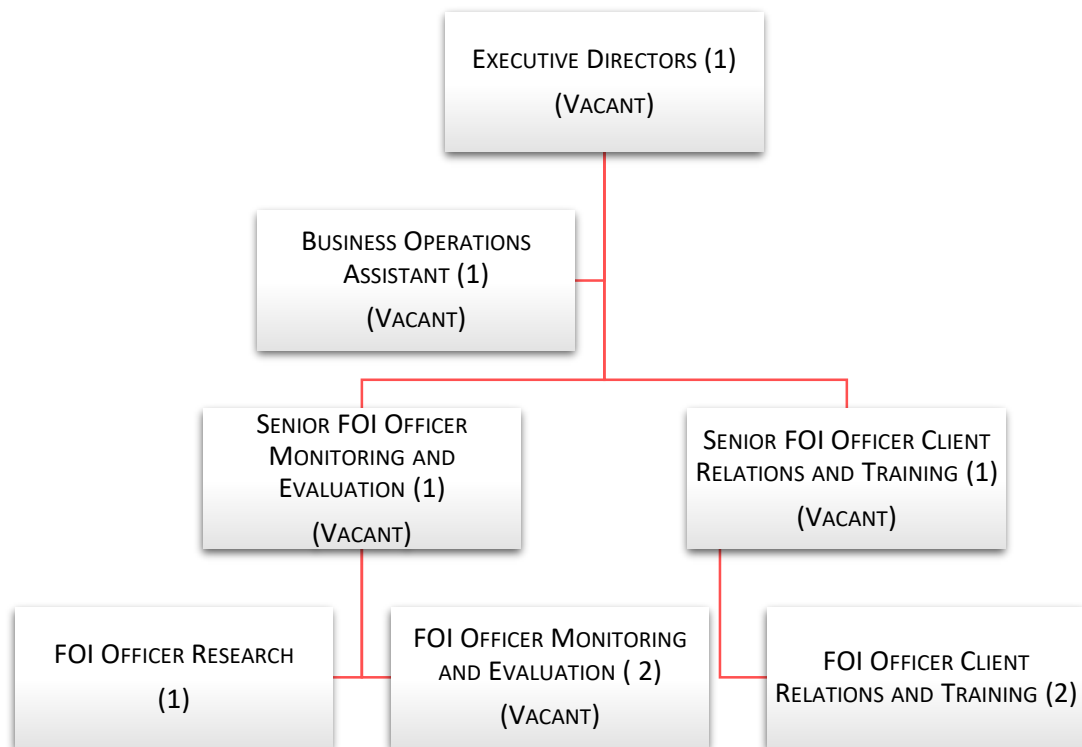 Executive Directors (1)
(Vacant)
Business Operations
Assistant (1)
(Vacant)
Senior FOI Officer
Monitoring and
Evaluation (1)
(Vacant)
Senior FOI Officer Client
Relations and Training (1)
(Vacant)
FOI Officer Research
(1)
FOI Officer Monitoring
and Evaluation ( 2)
(Vacant)
FOI Officer Client
Relations and Training (2)